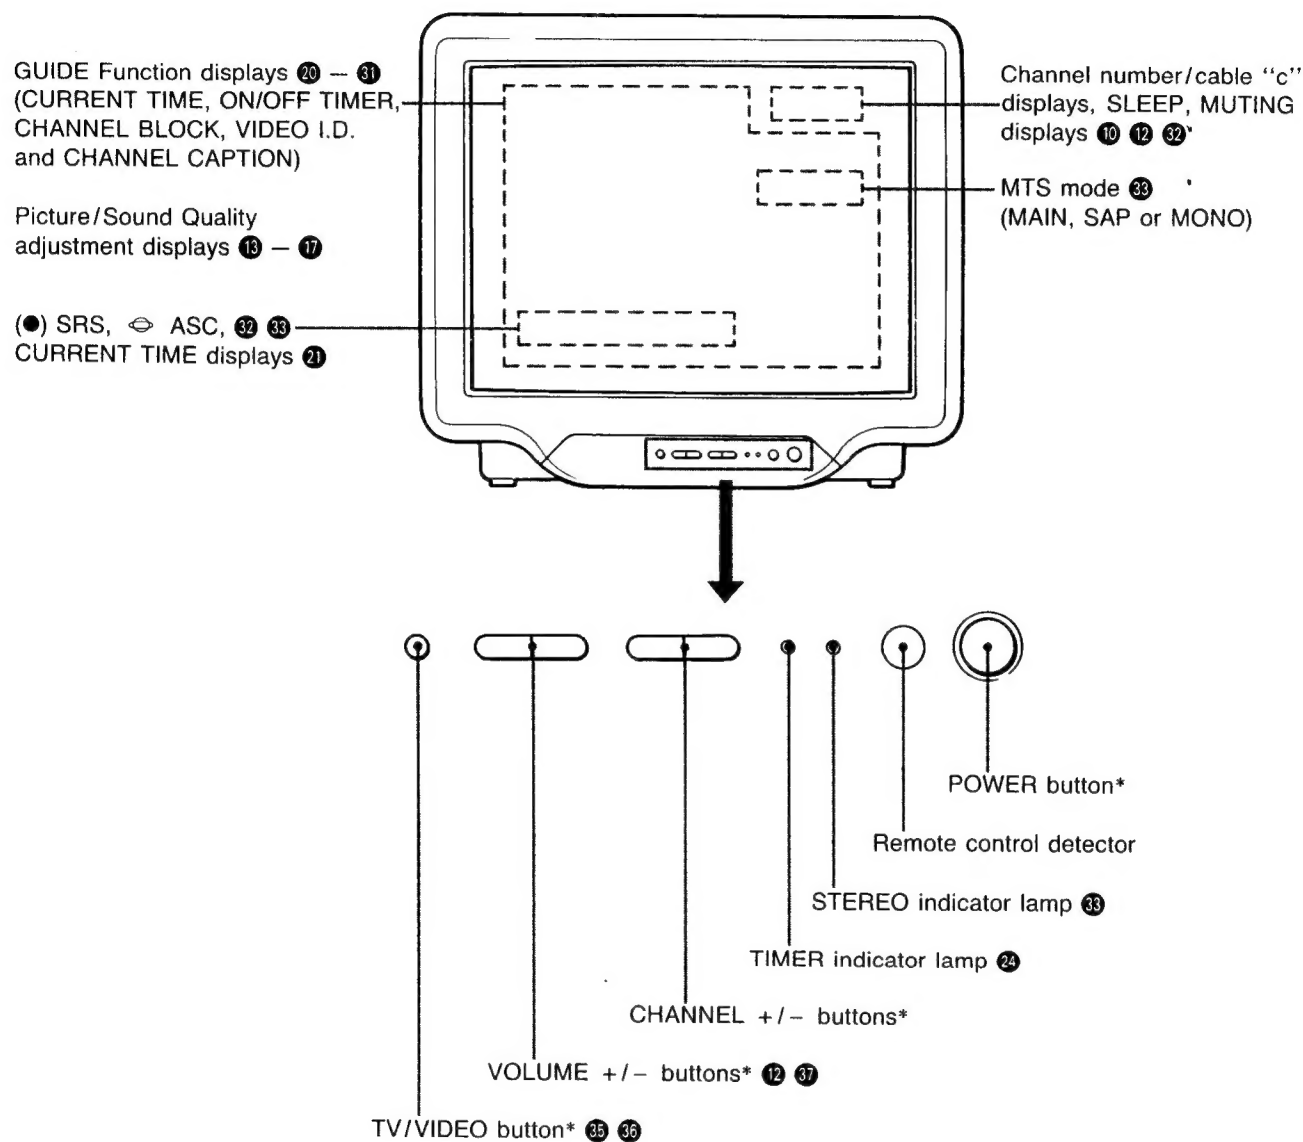 GUIDE Function displays 20 – 31
(CURRENT TIME, ON/OFF TIMER,
CHANNEL BLOCK, VIDEO I.D.
and CHANNEL CAPTION)
Picture/Sound Quality
adjustment displays 13 – 17
(●) SRS, ASC, 32 33
CURRENT TIME displays 21
Channel number/cable “c”
displays, SLEEP, MUTING
displays 10 12 32
MTS mode 33
(MAIN, SAP or MONO)
POWER button*
Remote control detector
STEREO indicator lamp 33
TIMER indicator lamp 24
CHANNEL +/– buttons*
VOLUME +/– buttons* 12 37
TV/VIDEO button* 35 36